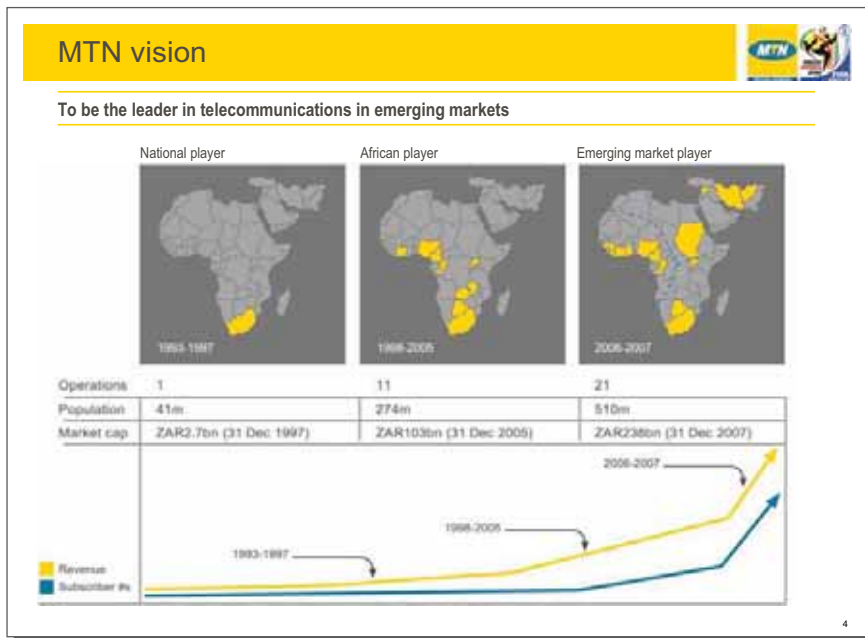 MTN vision
MTN
To be the leader in telecommunications in emerging markets
National player African player Emerging market player
1993-1997 1998-2005 2006-2007
Operations 1 11 21
Population 41m 274m 510m
Market cap ZAR2.7bn (31 Dec 1997) ZAR103bn (31 Dec 2005) ZAR238bn (31 Dec 2007)
2006-2007
1998-2005
1993-1997
Revenue
Subscriber #s
4